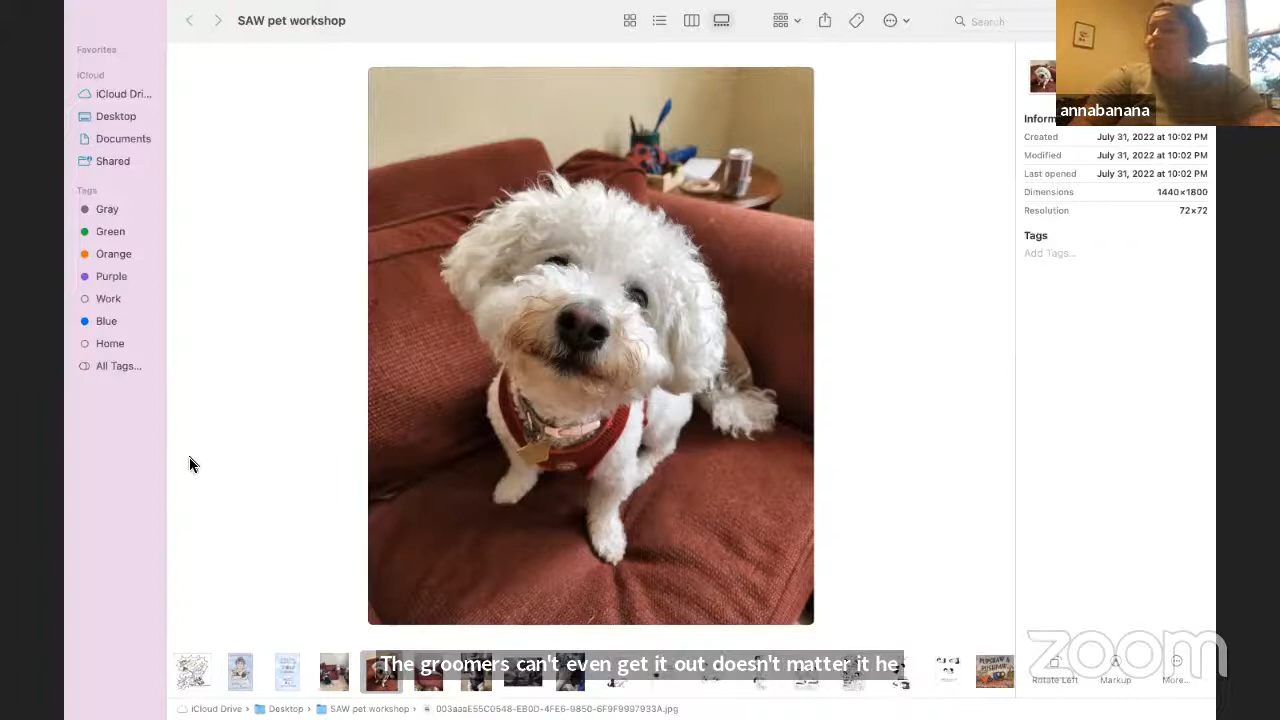 SAW pet workshop
Search
annabanana
Favorites
iCloud
iCloud Dri...
Desktop
Documents
Shared
Tags
Gray
Green
Orange
Purple
Work
Blue
Home
All Tags...
Inform
Created July 31, 2022 at 10:02 PM
Modified July 31, 2022 at 10:02 PM
Last opened July 31, 2022 at 10:02 PM
Dimensions 1440×1800
Resolution 72×72
Tags
Add Tags...
The groomers can't even get it out doesn't matter it he
zoom
Rotate Left Markup More...
iCloud Drive › Desktop › SAW pet workshop ›